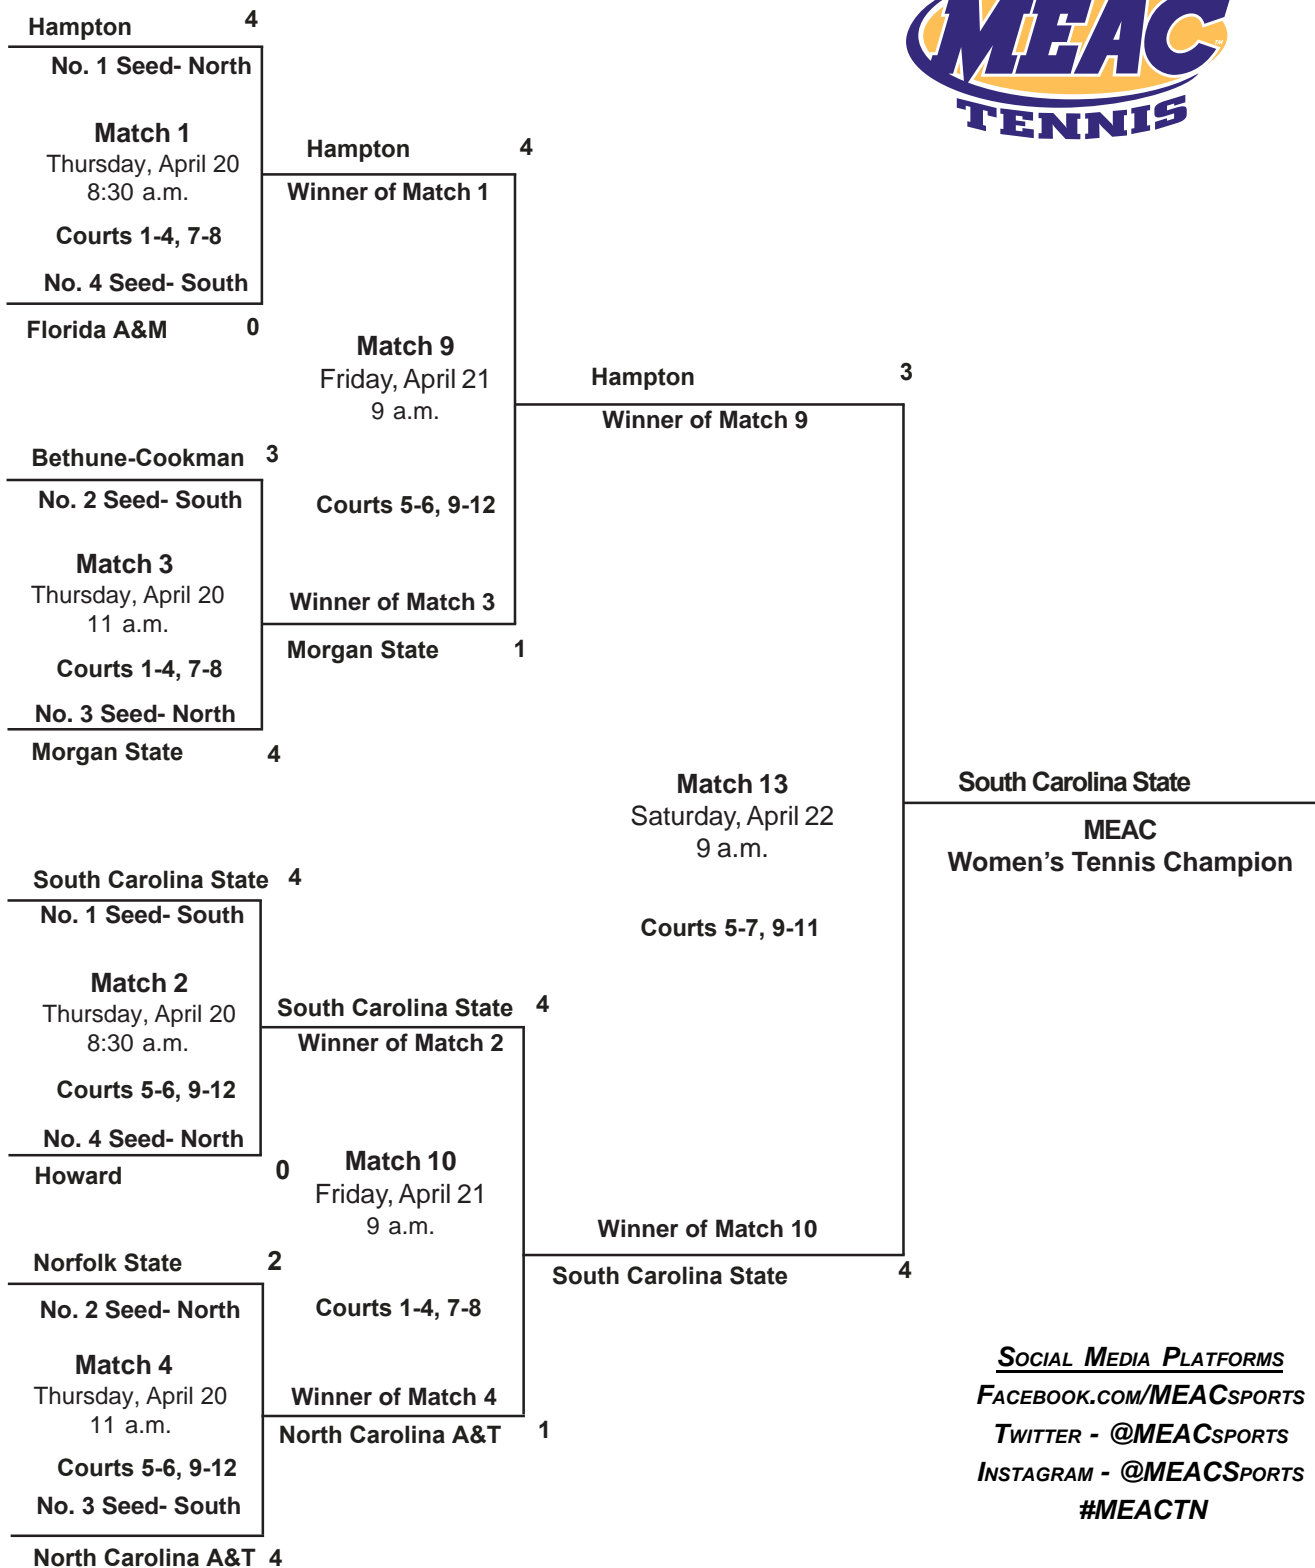 MEAC
TENNIS
Hampton 4
No. 1 Seed- North
Match 1
Thursday, April 20
8:30 a.m.
Courts 1-4, 7-8
No. 4 Seed- South
Florida A&M 0
Hampton 4
Winner of Match 1
Match 9
Friday, April 21
9 a.m.
Courts 5-6, 9-12
Winner of Match 3
Morgan State 1
Bethune-Cookman 3
No. 2 Seed- South
Match 3
Thursday, April 20
11 a.m.
Courts 1-4, 7-8
No. 3 Seed- North
Morgan State 4
Hampton 3
Winner of Match 9
Match 13
Saturday, April 22
9 a.m.
Courts 5-7, 9-11
Winner of Match 10
South Carolina State 4
South Carolina State
MEAC
Women’s Tennis Champion
South Carolina State 4
No. 1 Seed- South
Match 2
Thursday, April 20
8:30 a.m.
Courts 5-6, 9-12
No. 4 Seed- North
Howard 0
South Carolina State 4
Winner of Match 2
Match 10
Friday, April 21
9 a.m.
Courts 1-4, 7-8
Winner of Match 4
North Carolina A&T 1
Norfolk State 2
No. 2 Seed- North
Match 4
Thursday, April 20
11 a.m.
Courts 5-6, 9-12
No. 3 Seed- South
North Carolina A&T 4
Social Media Platforms
Facebook.com/MEACsports
Twitter - @MEACsports
Instagram - @MEACSports
#MEACTN